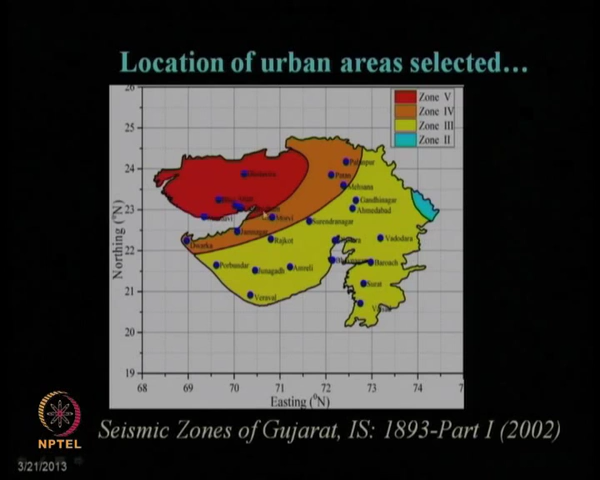 Location of urban areas selected…
Zone V
Zone IV
Zone III
Zone II
26
25
24
23
22
21
20
19
Northing (°N)
68 69 70 71 72 73 74 7
Easting (°N)
Palanpur
Patan
Mehsana
Gandhinagar
Ahmedabad
Morvi
Surendranagar
Jamnagar
Dwarka
Rajkot
Vadodara
Porbandar
Junagadh
Amreli
Baroach
Surat
Veraval
Seismic Zones of Gujarat, IS: 1893-Part I (2002)
NPTEL
3/21/2013